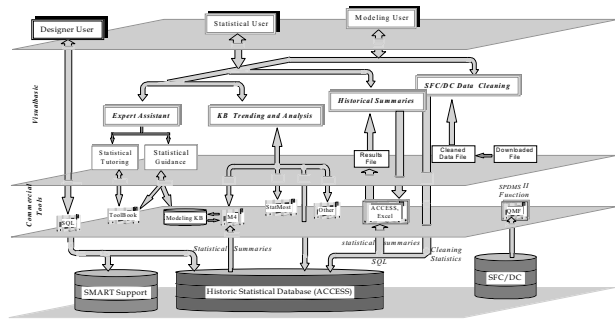 Designer User
Statistical User
Modeling User
SFC/DC Data Cleaning
Visualbasic
Expert Assistant
KB Trending and Analysis
Historical Summaries
Statistical
Tutoring
Statistical
Guidance
Results
File
Cleaned
Data File
Downloaded
File
Commercial
Tools
SPDMS II
Function
SQL
ToolBook
Modeling KB
M4
StatMost
Other
ACCESS,
Excel
QMF
Statistical Summaries
statistical summaries
SQL
Cleaning
Statistics
SMART Support
Historic Statistical Database (ACCESS)
SFC/DC